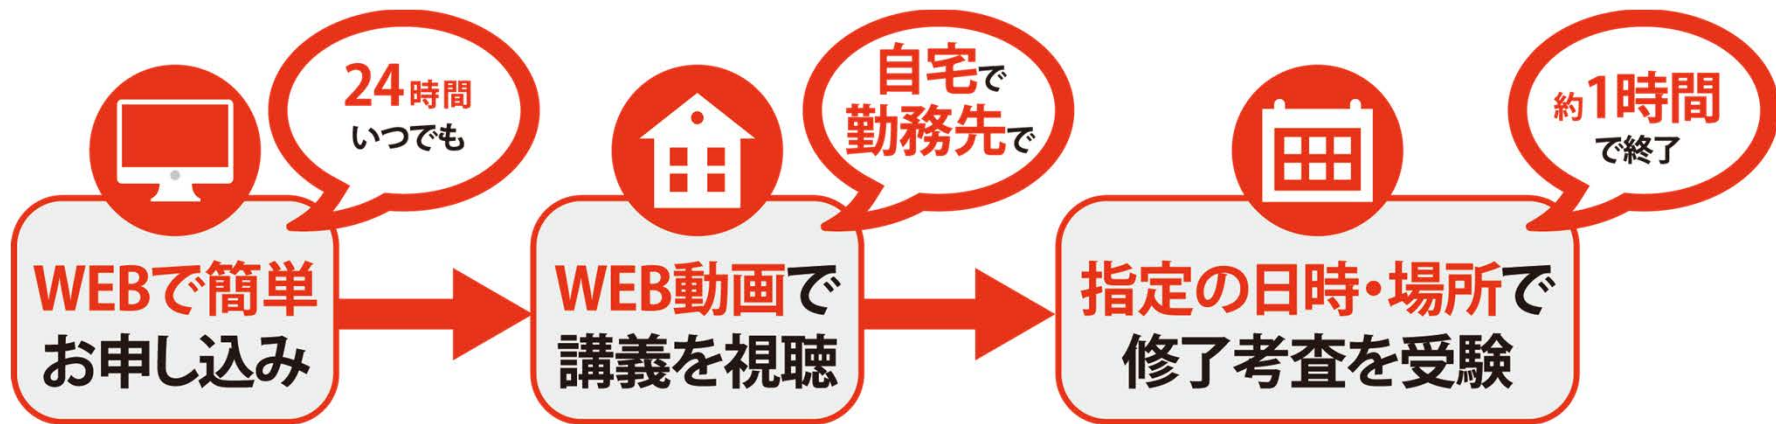 24時間
いつでも
WEBで簡単
お申し込み
自宅で
勤務先で
WEB動画で
講義を視聴
約1時間
で終了
指定の日時・場所で
修了考査を受験